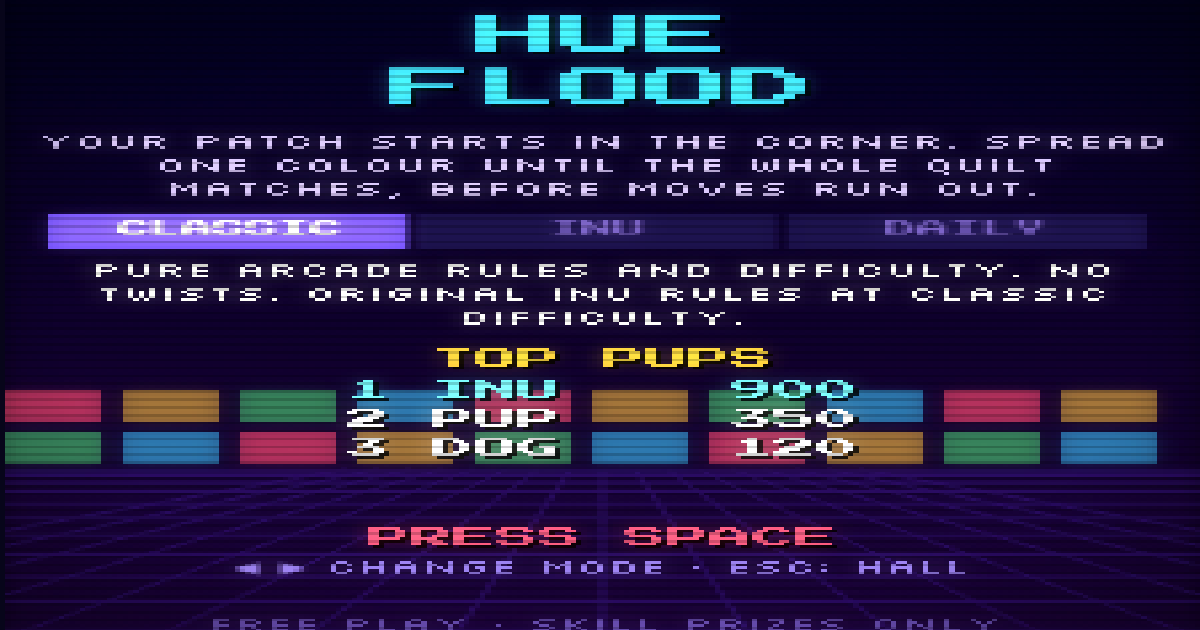 HUE
FLOOD
YOUR PATCH STARTS IN THE CORNER. SPREAD
ONE COLOUR UNTIL THE WHOLE QUILT
MATCHES, BEFORE MOVES RUN OUT.
CLASSIC INU DAILY
PURE ARCADE RULES AND DIFFICULTY. NO
TWISTS. ORIGINAL INU RULES AT CLASSIC
DIFFICULTY.
TOP PUPS
1 INU 900
2 PUP 350
3 DOG 120
PRESS SPACE
◀ ▶ CHANGE MODE · ESC: HALL
FREE PLAY · SKILL PRIZES ONLY